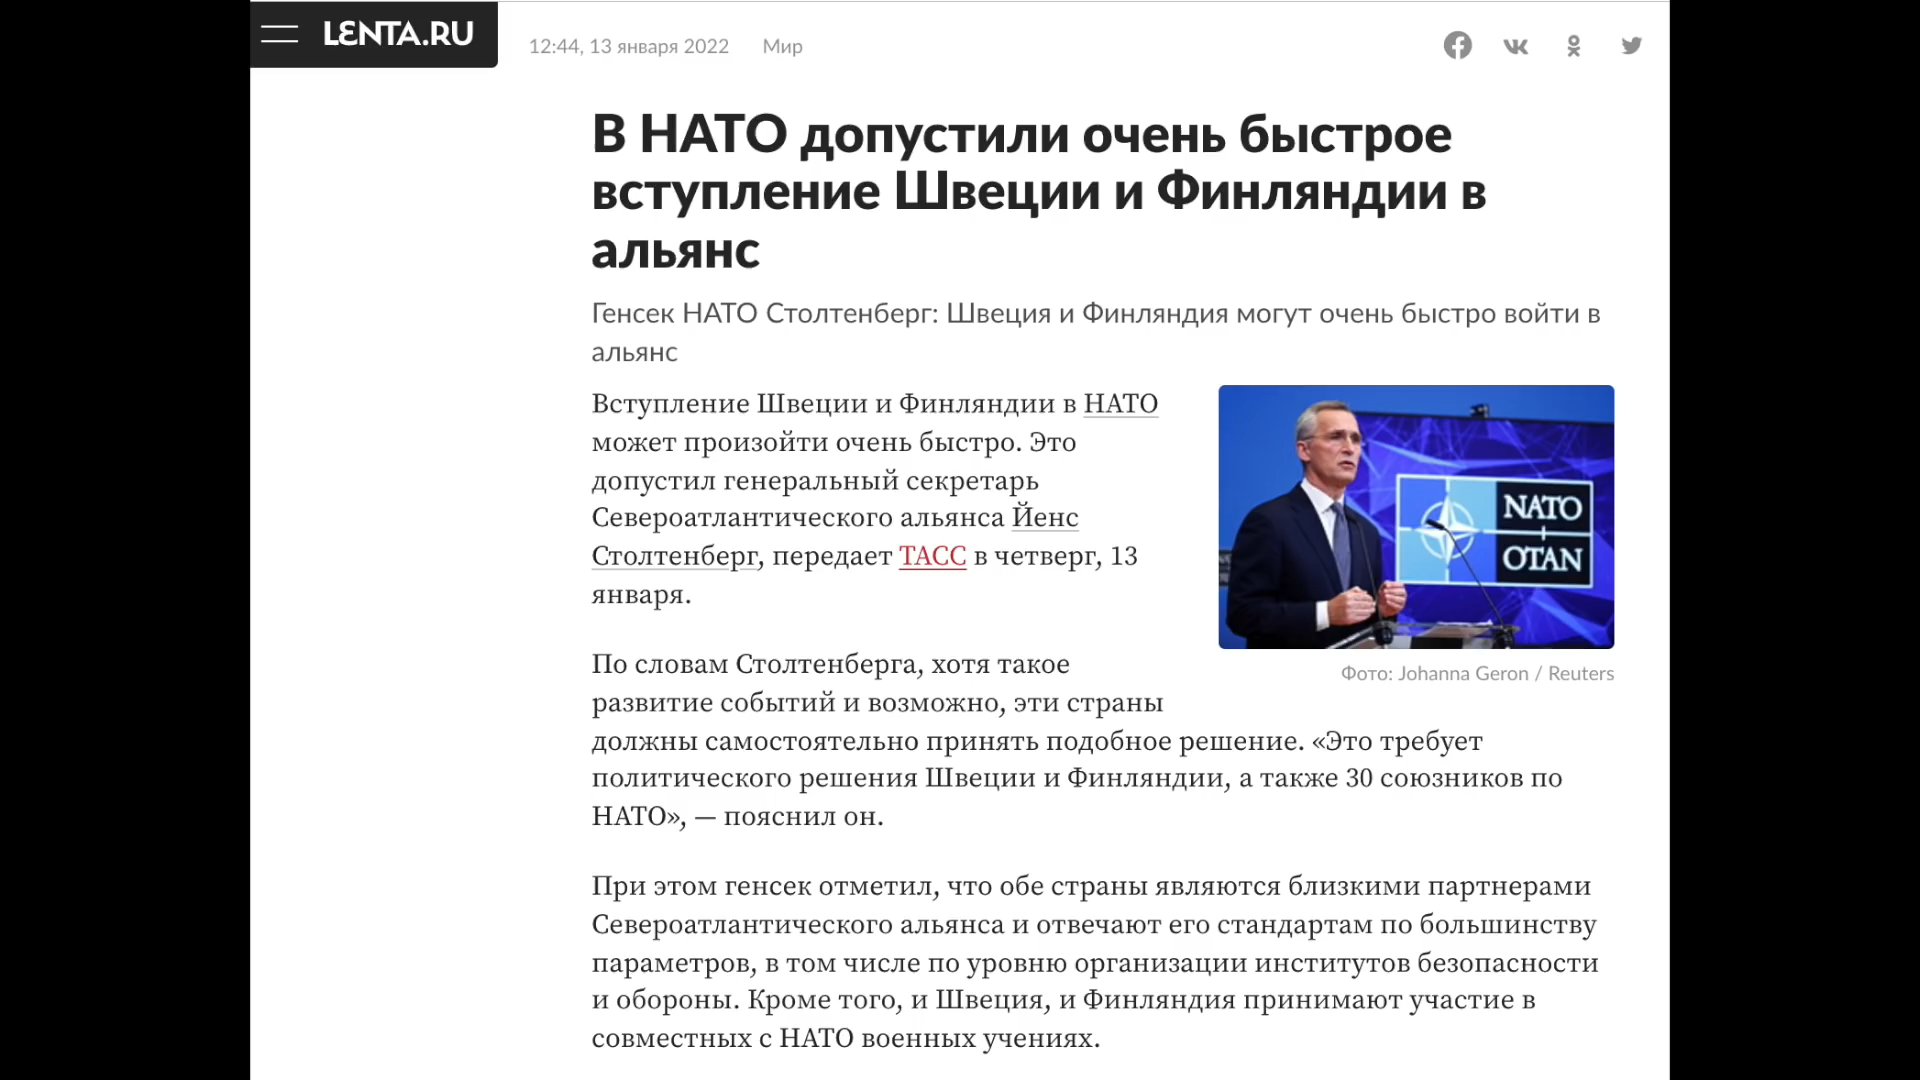 LENTA.RU
12:44, 13 января 2022 Мир
В НАТО допустили очень быстрое
вступление Швеции и Финляндии в
альянс
Генсек НАТО Столтенберг: Швеция и Финляндия могут очень быстро войти в
альянс
Вступление Швеции и Финляндии в НАТО
может произойти очень быстро. Это
допустил генеральный секретарь
Североатлантического альянса Йенс
Столтенберг, передает ТАСС в четверг, 13
января.
NATO
OTAN
Фото: Johanna Geron / Reuters
По словам Столтенберга, хотя такое
развитие событий и возможно, эти страны
должны самостоятельно принять подобное решение. «Это требует
политического решения Швеции и Финляндии, а также 30 союзников по
НАТО», — пояснил он.
При этом генсек отметил, что обе страны являются близкими партнерами
Североатлантического альянса и отвечают его стандартам по большинству
параметров, в том числе по уровню организации институтов безопасности
и обороны. Кроме того, и Швеция, и Финляндия принимают участие в
совместных с НАТО военных учениях.